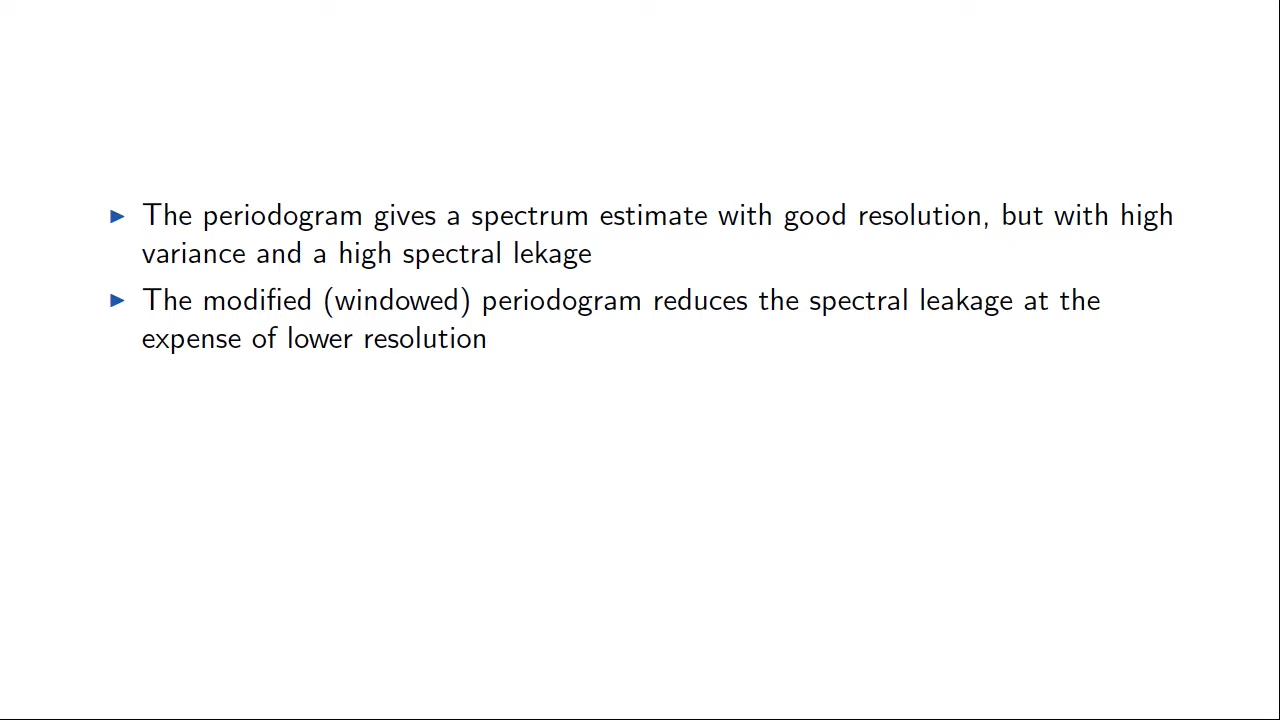 The periodogram gives a spectrum estimate with good resolution, but with high
variance and a high spectral lekage
The modified (windowed) periodogram reduces the spectral leakage at the
expense of lower resolution